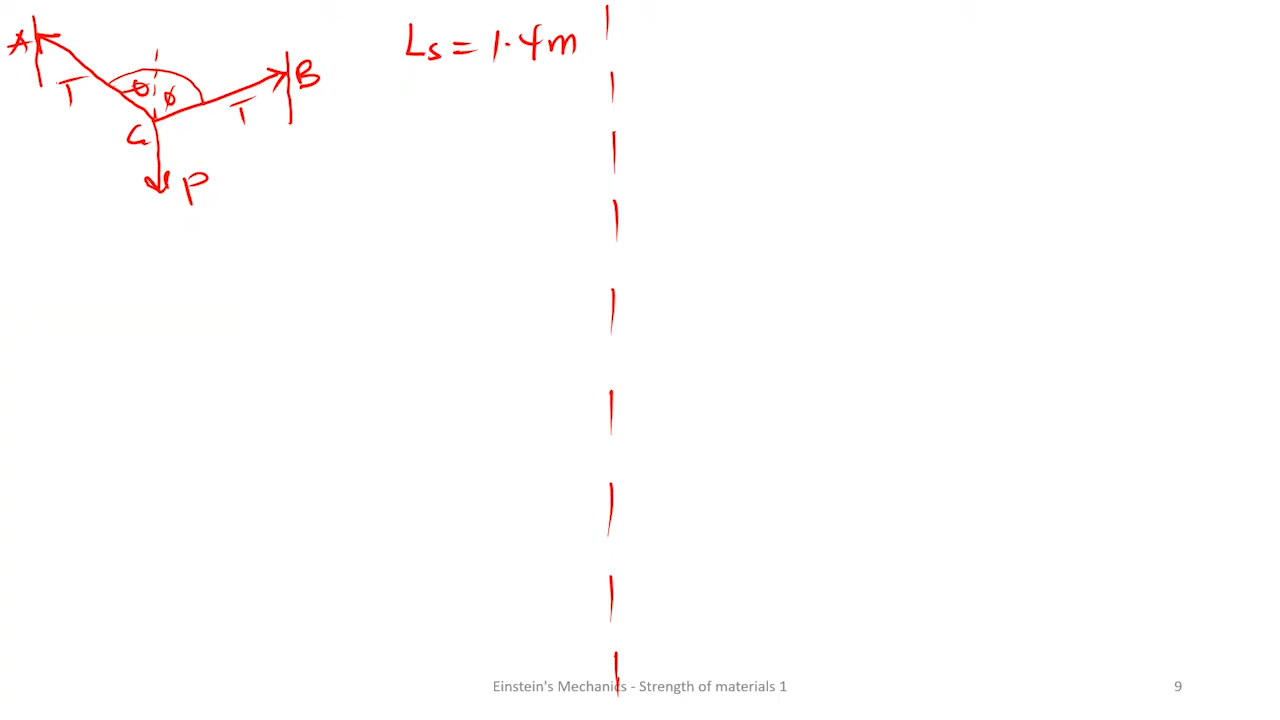 A
Ls = 1.4m
B
T
θ
φ
T
C
P
Einstein's Mechanics - Strength of materials 1
9